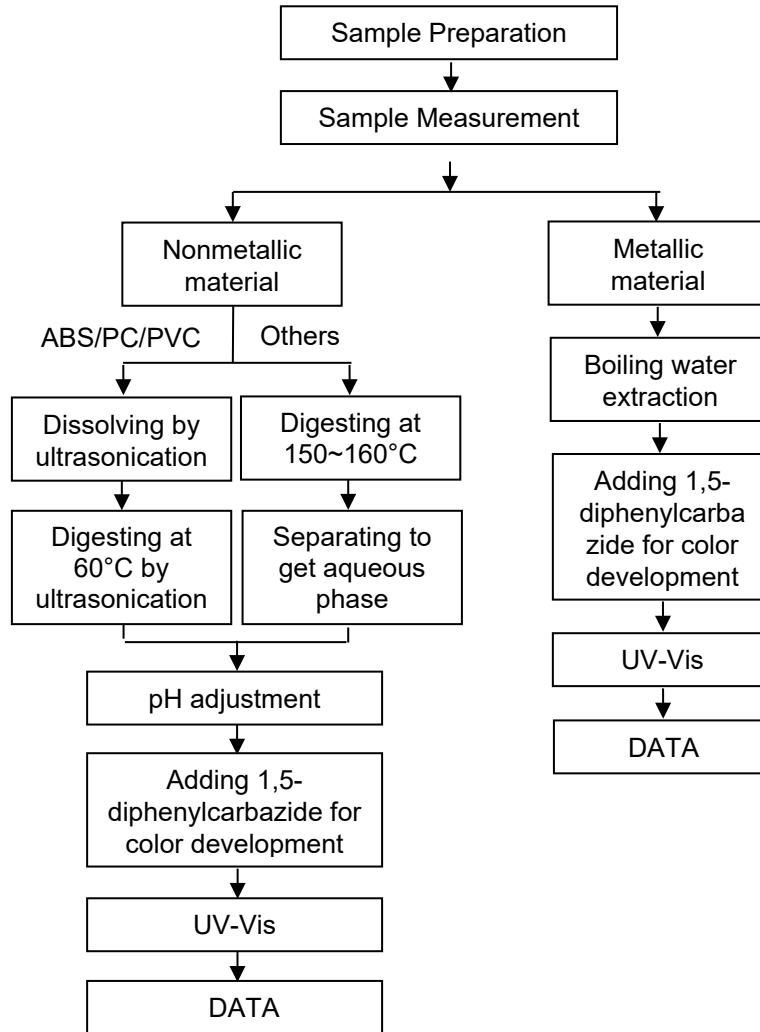 Sample Preparation
Sample Measurement
Nonmetallic
material
ABS/PC/PVC
Others
Dissolving by
ultrasonication
Digesting at
150~160°C
Digesting at
60°C by
ultrasonication
Separating to
get aqueous
phase
pH adjustment
Adding 1,5-
diphenylcarbazide for
color development
UV-Vis
DATA
Metallic
material
Boiling water
extraction
Adding 1,5-
diphenylcarba
zide for color
development
UV-Vis
DATA